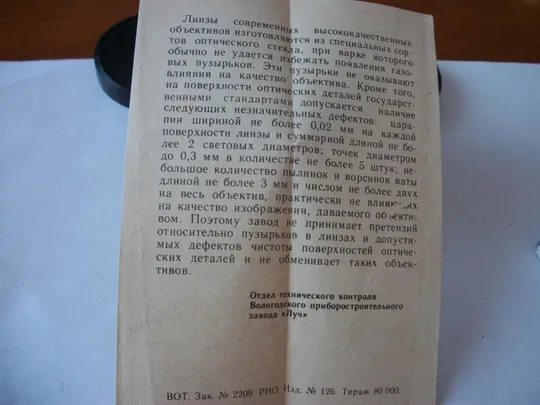 Линзы современных высококачественных
объективов изготовляются из специальных сор-
тов оптического стекла, при варке которого
обычно не удается избежать появления газо-
вых пузырьков. Эти пузырьки не оказывают
влияния на качество объектива. Кроме того,
на поверхности оптических деталей государст-
венными стандартами допускается наличие
следующих незначительных дефектов: цара-
пин шириной не более 0,02 мм на каждой
поверхности линзы и суммарной длиной не бо-
лее 2 световых диаметров; точек диаметром
до 0,3 мм в количестве не более 5 штук; не-
большое количество пылинок и ворсинок ваты
длиной не более 3 мм и числом не более двух
на весь объектив, практически не влияющих
на качество изображения, даваемого объекти-
вом. Поэтому завод не принимает претензий
относительно пузырьков в линзах и допусти-
мых дефектов чистоты поверхностей оптиче-
ских деталей и не обменивает таких объек-
тивов.
Отдел технического контроля
Вологодского приборостроительного
завода «Луч»
ВОТ. Зак. № 2209. РИО Изд. № 126. Тираж 80 000.